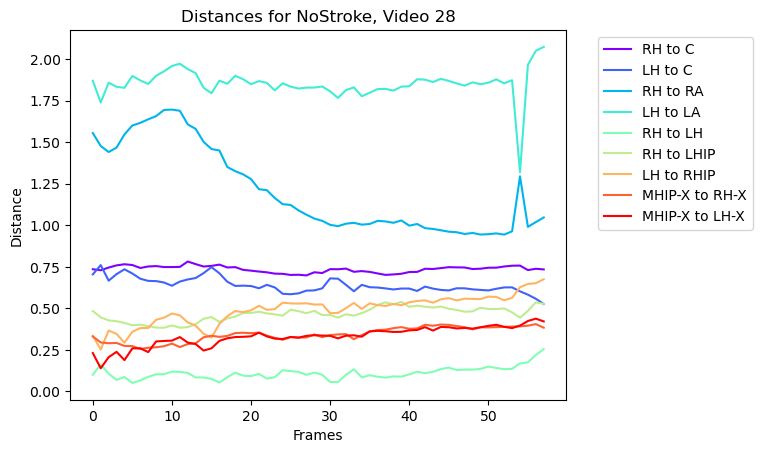 Distances for NoStroke, Video 28
Distance
2.00
1.75
1.50
1.25
1.00
0.75
0.50
0.25
0.00
0
10
20
30
40
50
Frames
RH to C
LH to C
RH to RA
LH to LA
RH to LH
RH to LHIP
LH to RHIP
MHIP-X to RH-X
MHIP-X to LH-X